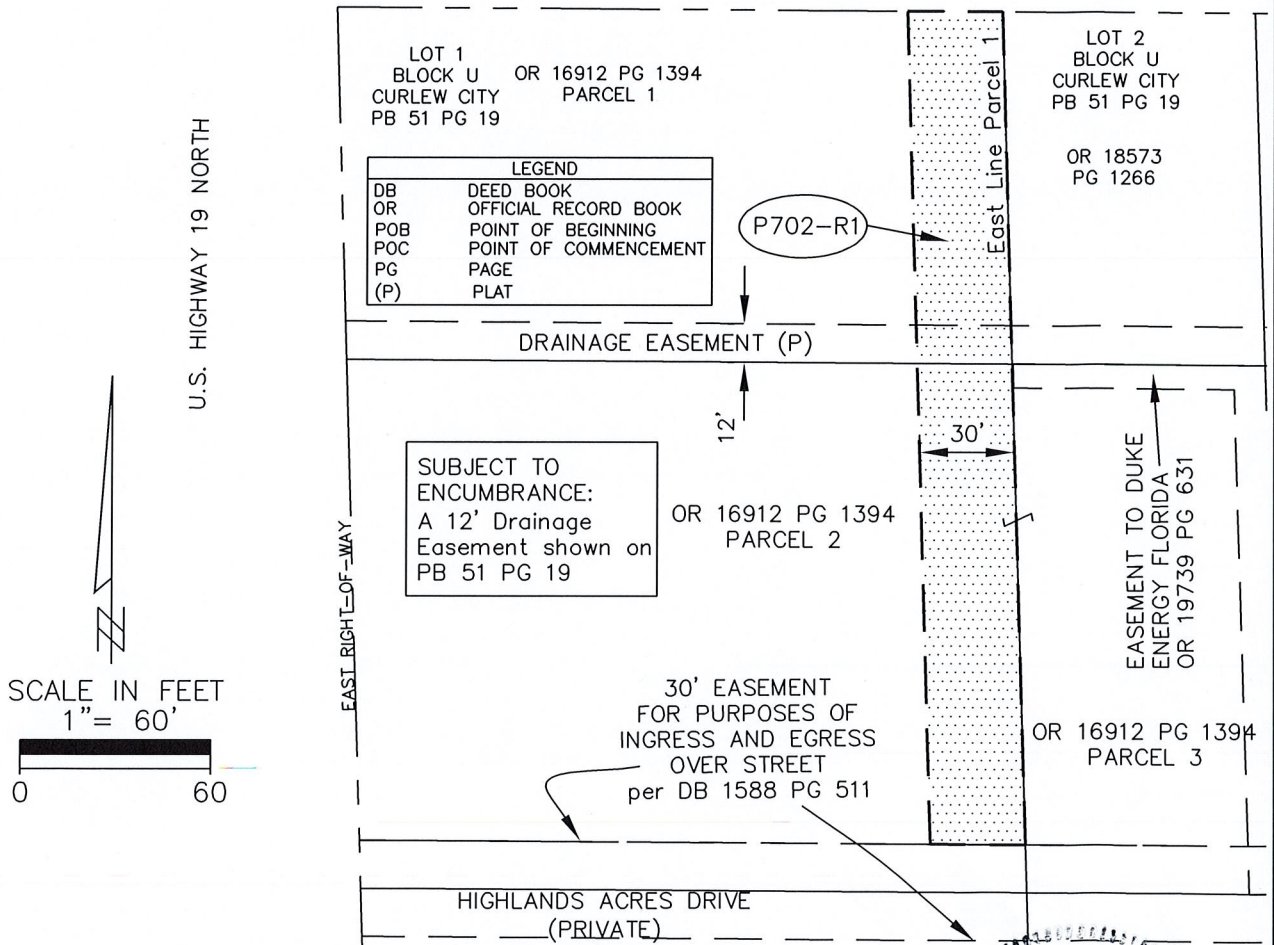 LOT 1
BLOCK U
CURLEW CITY
PB 51 PG 19
OR 16912 PG 1394
PARCEL 1
East Line Parcel 1
LOT 2
BLOCK U
CURLEW CITY
PB 51 PG 19
OR 18573
PG 1266
U.S. HIGHWAY 19 NORTH
LEGEND
DB DEED BOOK
OR OFFICIAL RECORD BOOK
POB POINT OF BEGINNING
POC POINT OF COMMENCEMENT
PG PAGE
(P) PLAT
P702-R1
DRAINAGE EASEMENT (P)
12'
30'
SUBJECT TO
ENCUMBRANCE:
A 12' Drainage
Easement shown on
PB 51 PG 19
OR 16912 PG 1394
PARCEL 2
EASEMENT TO DUKE
ENERGY FLORIDA
OR 19739 PG 631
EAST RIGHT-OF-WAY
N
SCALE IN FEET
1"= 60'
0 60
30' EASEMENT
FOR PURPOSES OF
INGRESS AND EGRESS
OVER STREET
per DB 1588 PG 511
OR 16912 PG 1394
PARCEL 3
HIGHLANDS ACRES DRIVE
(PRIVATE)